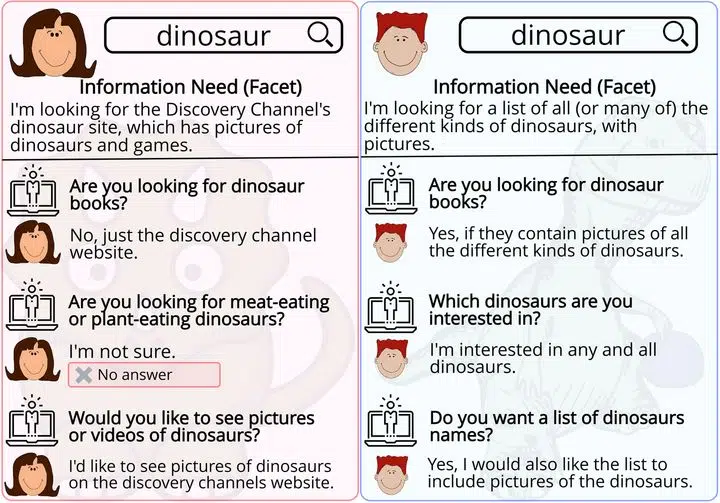 dinosaur
Information Need (Facet)
I'm looking for the Discovery Channel's
dinosaur site, which has pictures of
dinosaurs and games.
Are you looking for dinosaur
books?
No, just the discovery channel
website.
Are you looking for meat-eating
or plant-eating dinosaurs?
I'm not sure.
No answer
Would you like to see pictures
or videos of dinosaurs?
I'd like to see pictures of dinosaurs
on the discovery channels website.
dinosaur
Information Need (Facet)
I'm looking for a list of all (or many of) the
different kinds of dinosaurs, with
pictures.
Are you looking for dinosaur
books?
Yes, if they contain pictures of all
the different kinds of dinosaurs.
Which dinosaurs are you
interested in?
I'm interested in any and all
dinosaurs.
Do you want a list of dinosaurs
names?
Yes, I would also like the list to
include pictures of the dinosaurs.